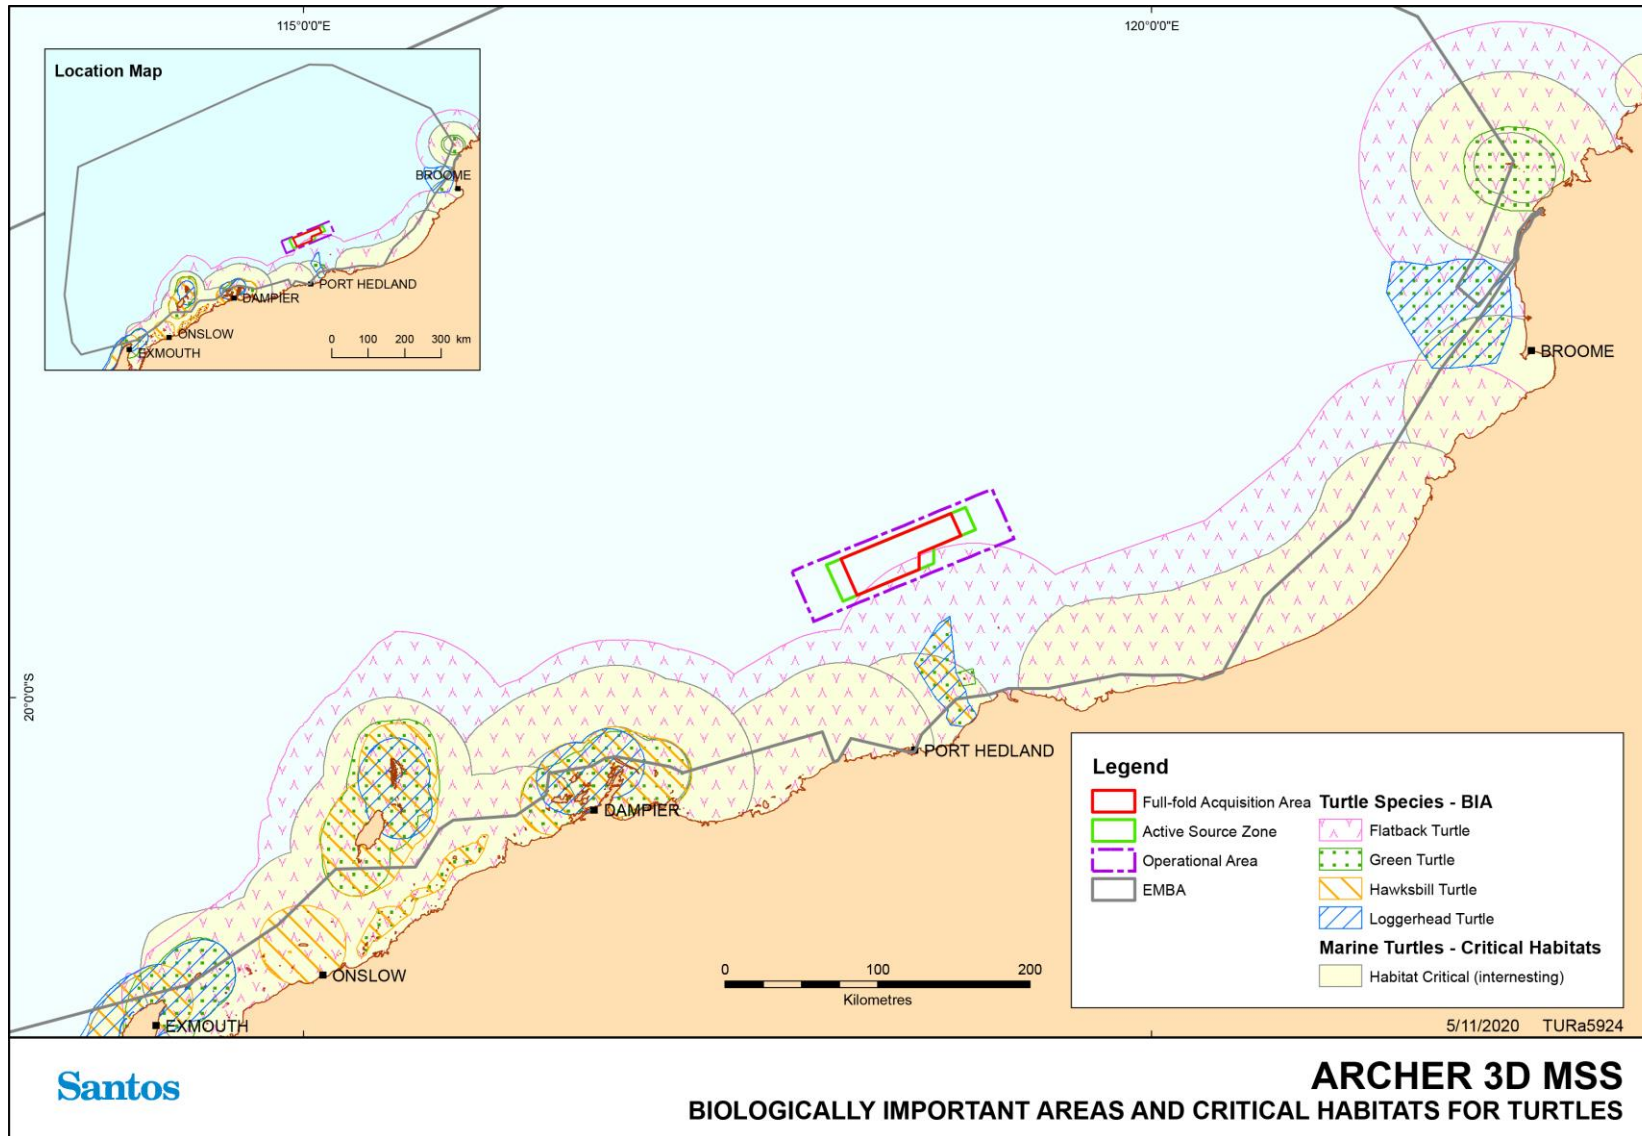 115°0'0"E
120°0'0"E
Location Map
BROOME
PORT HEDLAND
DAMPIER
ONSLOW
EXMOUTH
0 100 200 300 km
BROOME
20°0'0"S
PORT HEDLAND
DAMPIER
ONSLOW
EXMOUTH
0 100 200
Kilometres
Legend
Full-fold Acquisition Area
Active Source Zone
Operational Area
EMBA
Turtle Species - BIA
Flatback Turtle
Green Turtle
Hawksbill Turtle
Loggerhead Turtle
Marine Turtles - Critical Habitats
Habitat Critical (internesting)
5/11/2020 TURa5924
Santos
ARCHER 3D MSS
BIOLOGICALLY IMPORTANT AREAS AND CRITICAL HABITATS FOR TURTLES